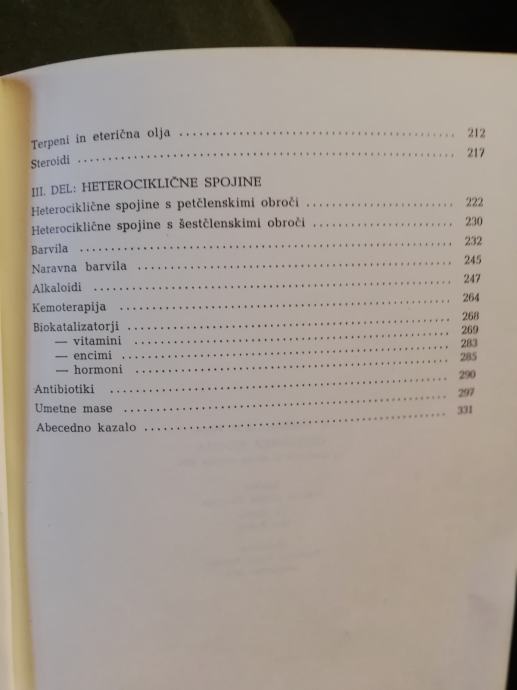 Terpeni in eterična olja 212
Steroidi 217
III. DEL: HETEROCIKLIČNE SPOJINE
Heterociklične spojine s petčlenskimi obroči 222
Heterociklične spojine s šestčlenskimi obroči 230
Barvila 232
Naravna barvila 245
Alkaloidi 247
Kemoterapija 264
Biokatalizatorji 268
— vitamini 269
— encimi 283
— hormoni 285
Antibiotiki 290
Umetne mase 297
Abecedno kazalo 331